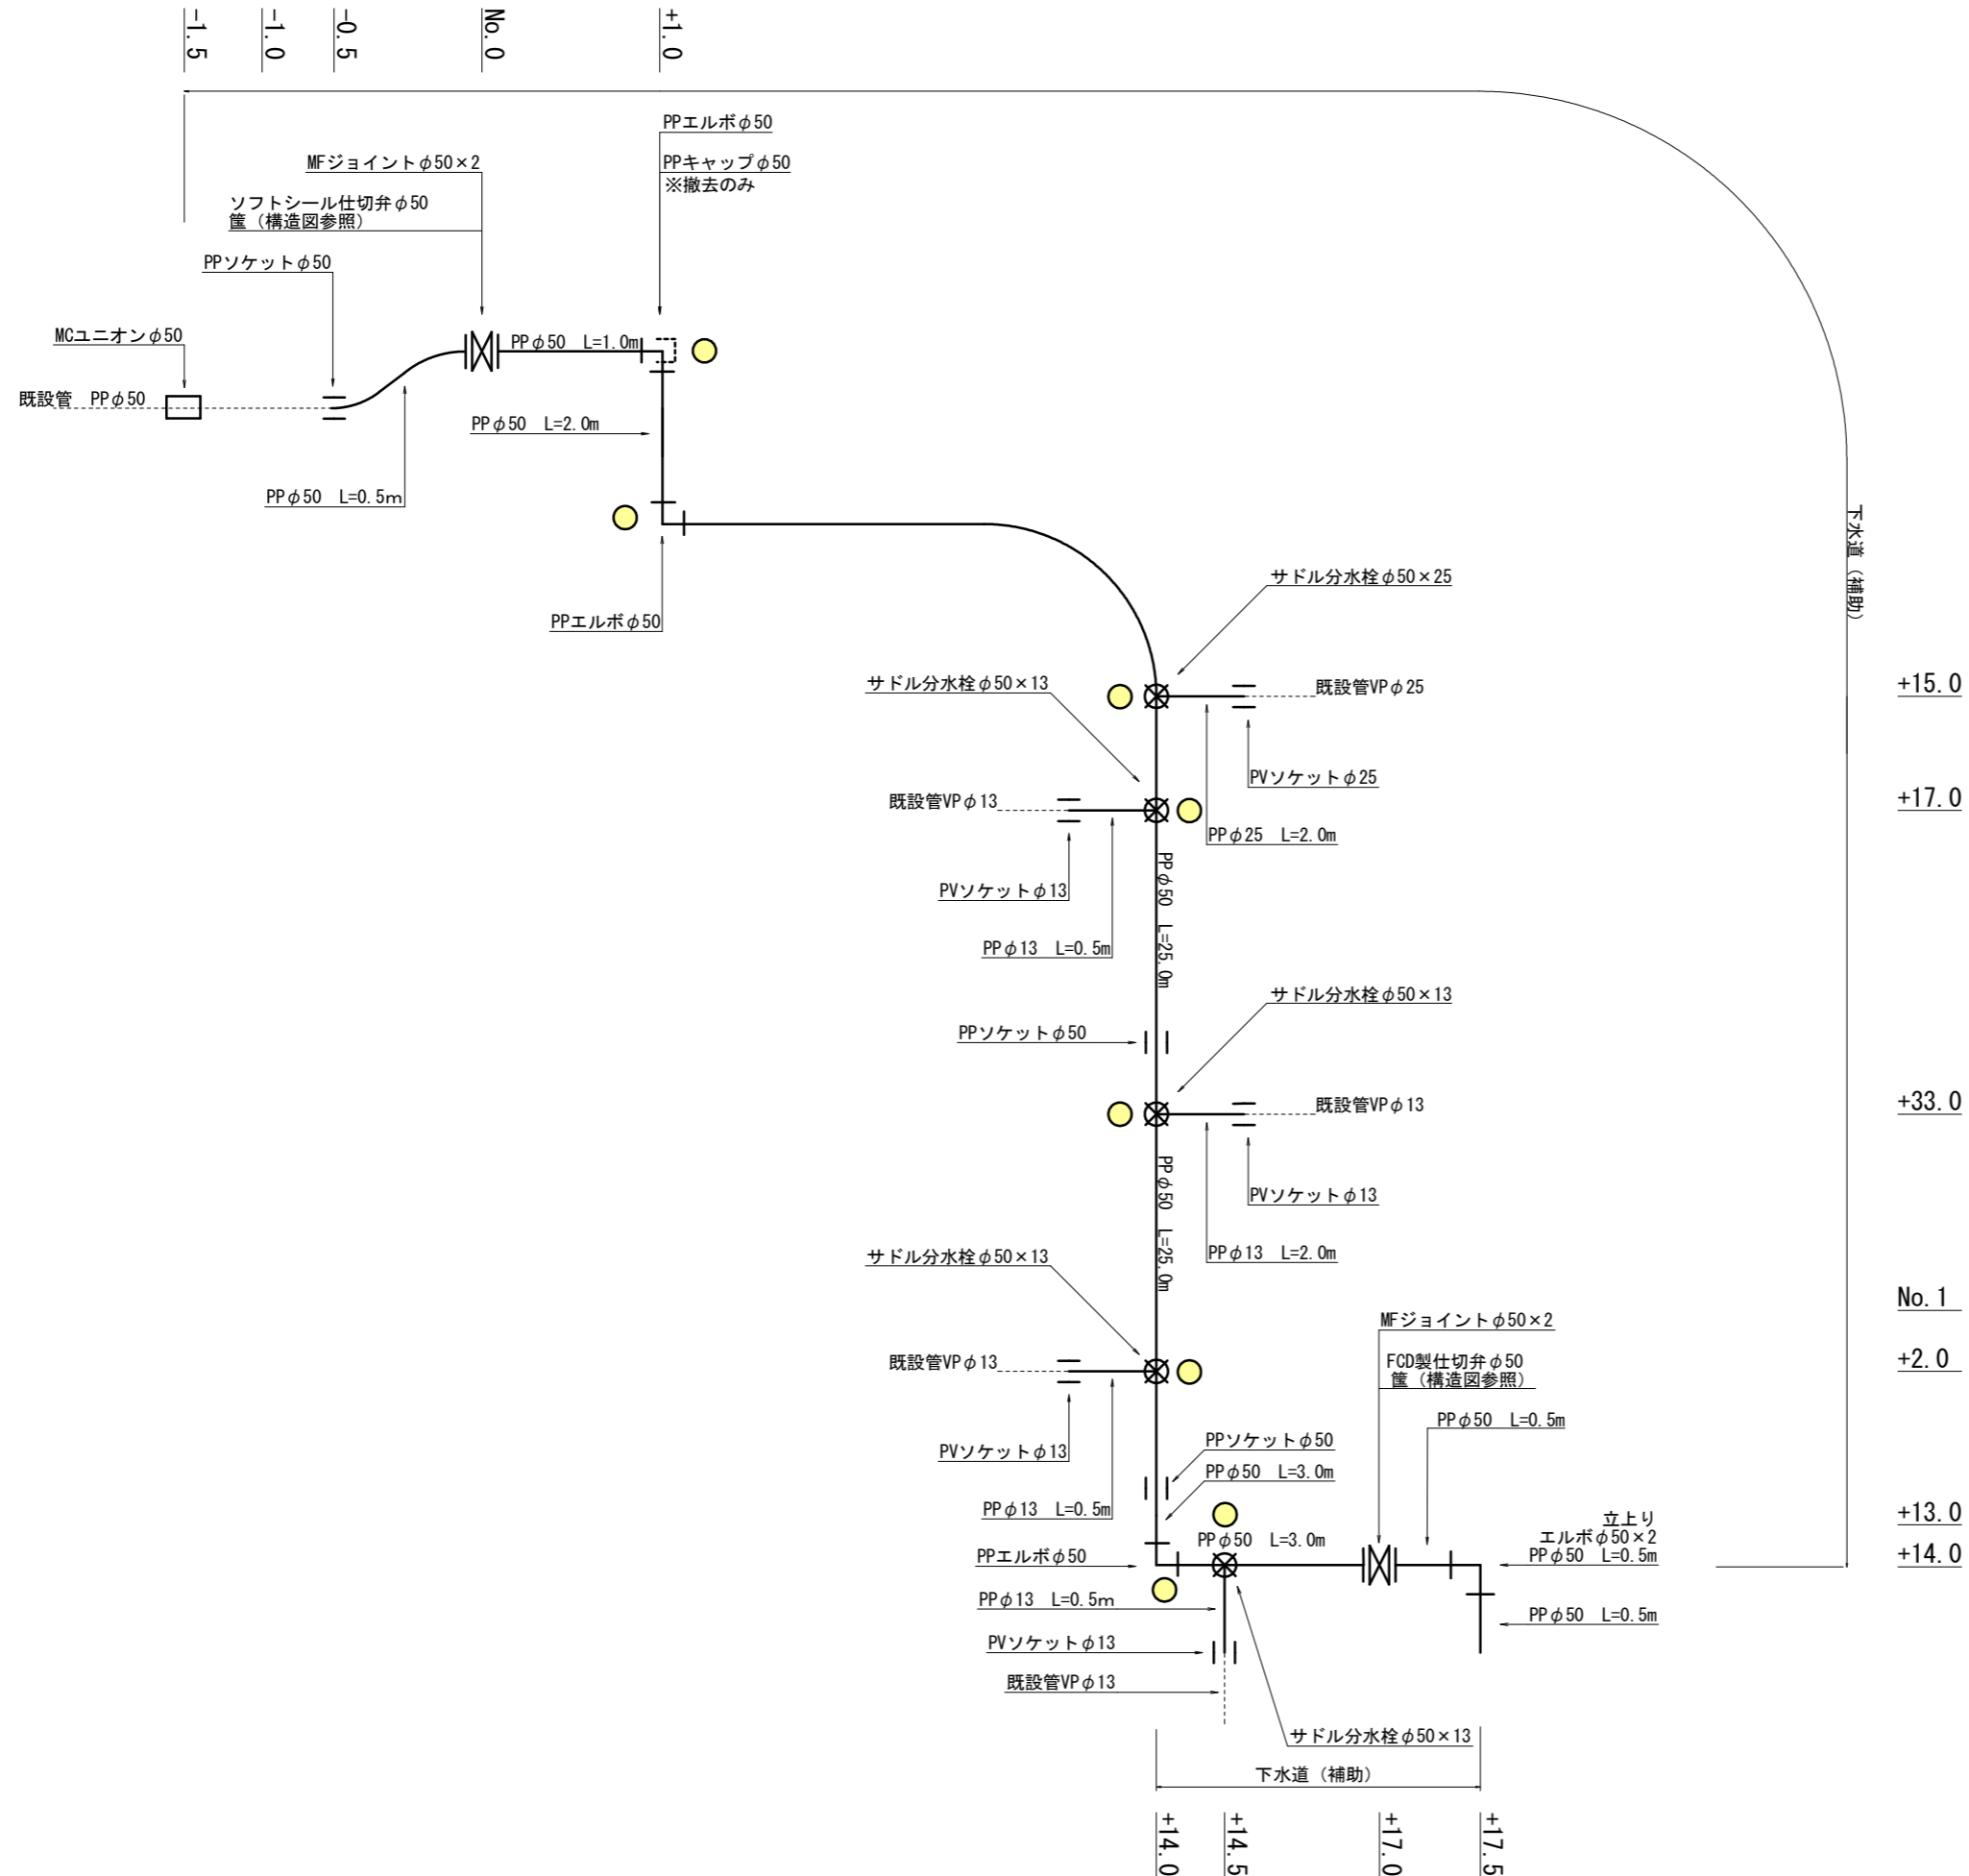 -1.5
-1.0
-0.5
No.0
+1.0
PPエルボφ50
MFジョイントφ50×2
PPキャップφ50
※撤去のみ
ソフトシール仕切弁φ50
筺（構造図参照）
PPソケットφ50
MCユニオンφ50
PPφ50 L=1.0m
既設管 PPφ50
PPφ50 L=2.0m
PPφ50 L=0.5m
下水道（補助）
サドル分水栓φ50×25
PPエルボφ50
サドル分水栓φ50×13
既設管VPφ25
+15.0
PVソケットφ25
既設管VPφ13
+17.0
PPφ25 L=2.0m
PVソケットφ13
PPφ50 L=25.0m
PPφ13 L=0.5m
サドル分水栓φ50×13
PPソケットφ50
既設管VPφ13
+33.0
PVソケットφ13
PPφ50 L=25.0m
サドル分水栓φ50×13
PPφ13 L=2.0m
No.1
MFジョイントφ50×2
既設管VPφ13
FCD製仕切弁φ50
筺（構造図参照）
+2.0
PPφ50 L=0.5m
PVソケットφ13
PPソケットφ50
PPφ50 L=3.0m
PPφ13 L=0.5m
+13.0
立上り
エルボφ50×2
PPφ50 L=0.5m
PPφ50 L=3.0m
+14.0
PPエルボφ50
PPφ13 L=0.5m
PPφ50 L=0.5m
PVソケットφ13
既設管VPφ13
サドル分水栓φ50×13
下水道（補助）
+14.0
+14.5
+17.0
+17.5